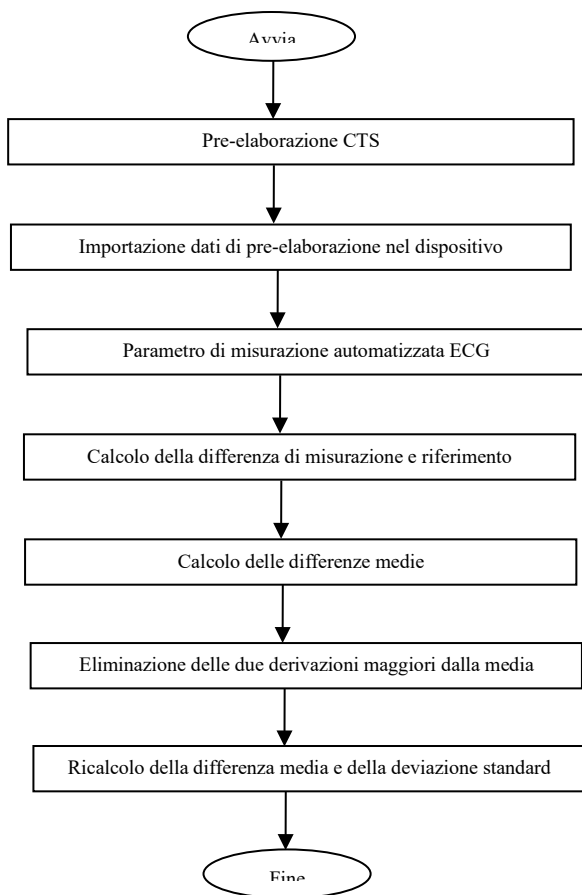 Avvia
Pre-elaborazione CTS
Importazione dati di pre-elaborazione nel dispositivo
Parametro di misurazione automatizzata ECG
Calcolo della differenza di misurazione e riferimento
Calcolo delle differenze medie
Eliminazione delle due derivazioni maggiori dalla media
Ricalcolo della differenza media e della deviazione standard
Fine